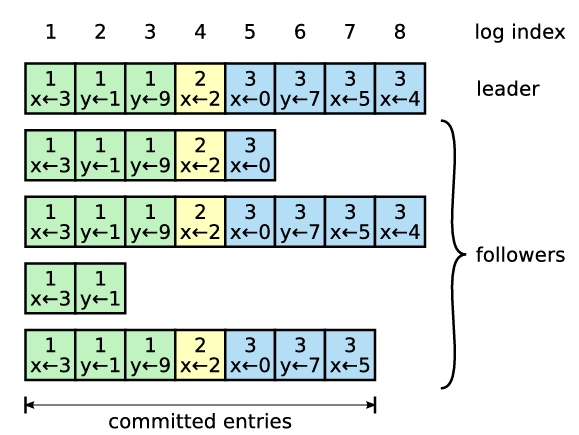 1 2 3 4 5 6 7 8 log index
1 1 1 2 3 3 3 3
x←3 y←1 y←9 x←2 x←0 y←7 x←5 x←4
leader
1 1 1 2 3
x←3 y←1 y←9 x←2 x←0
1 1 1 2 3 3 3 3
x←3 y←1 y←9 x←2 x←0 y←7 x←5 x←4
followers
1 1
x←3 y←1
1 1 1 2 3 3 3
x←3 y←1 y←9 x←2 x←0 y←7 x←5
committed entries